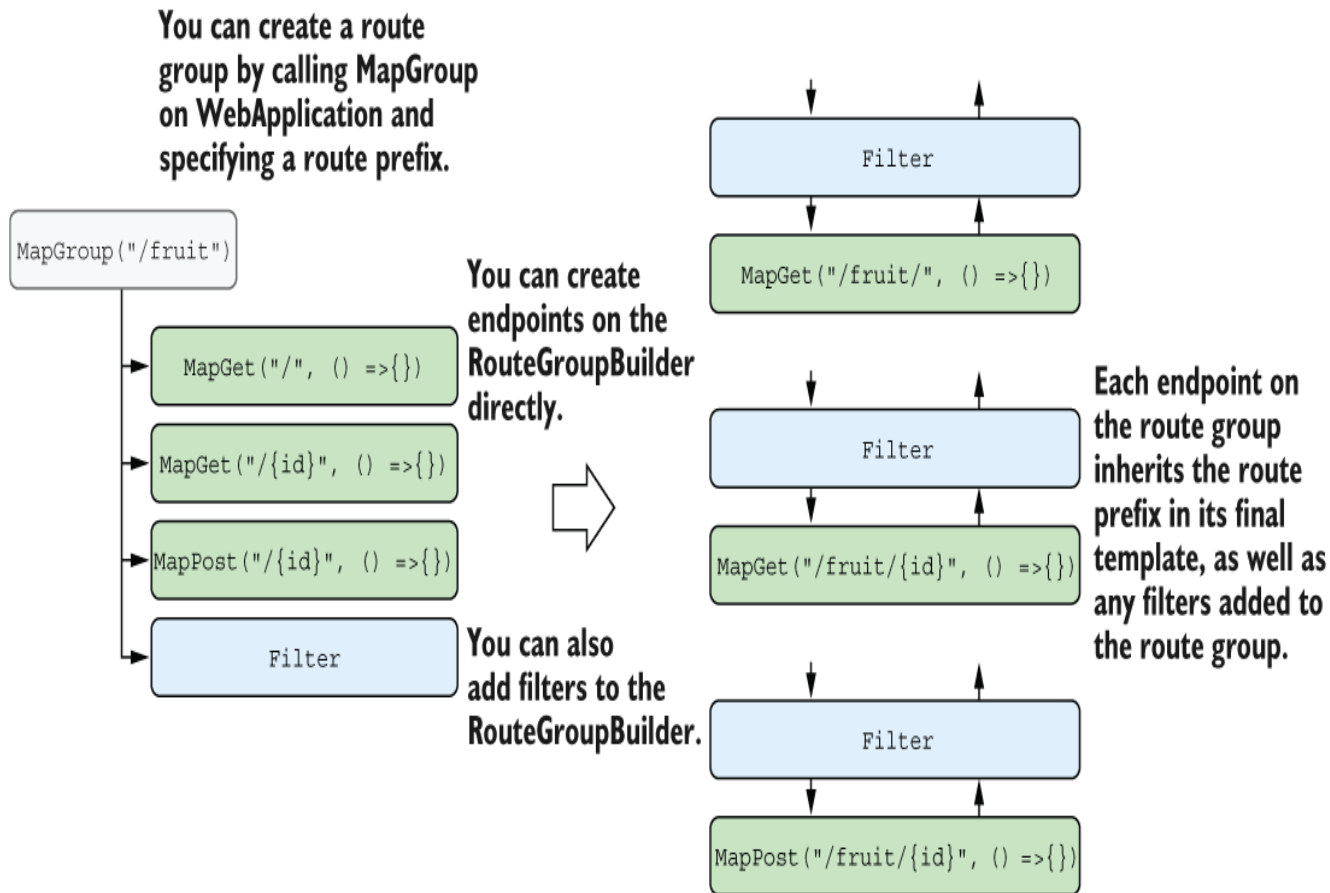 You can create a route
group by calling MapGroup
on WebApplication and
specifying a route prefix.
MapGroup("/fruit")
MapGet("/", () =>{})
MapGet("/{id}", () =>{})
MapPost("/{id}", () =>{})
Filter
You can create
endpoints on the
RouteGroupBuilder
directly.
You can also
add filters to the
RouteGroupBuilder.
Filter
MapGet("/fruit/", () =>{})
Filter
MapGet("/fruit/{id}", () =>{})
Filter
MapPost("/fruit/{id}", () =>{})
Each endpoint on
the route group
inherits the route
prefix in its final
template, as well as
any filters added to
the route group.